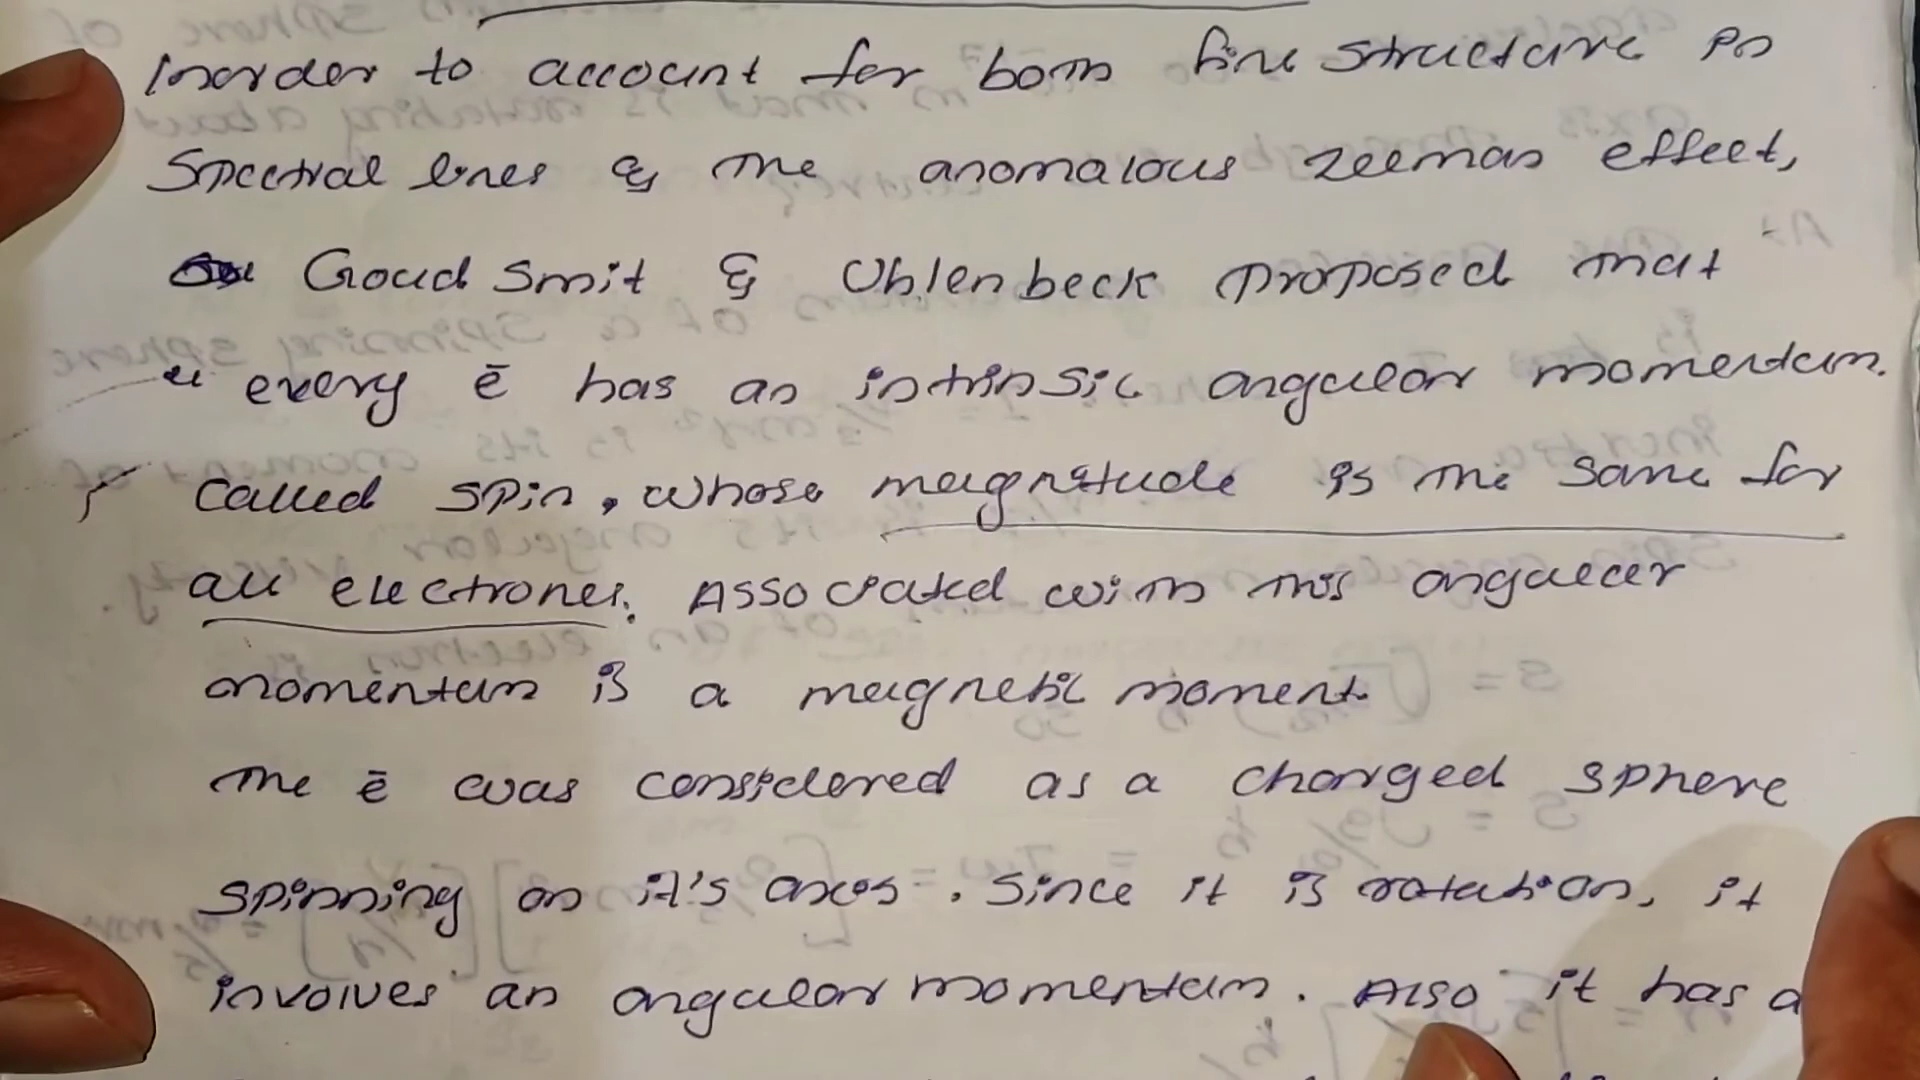 Inorder to account for both fine structure in
Spectral lines & the anomalous zeeman effect,
Goud Smit & Uhlenbeck proposed that
" every ē has an intrinsic angular momentum.
called spin, whose magnitude is the same for
all electrones. Associated with this angular
momentum is a magnetic moment.
The ē was considered as a charged sphere
spinning on it's axes. Since it is rotation, it
involves an angular momentum. Also it has a